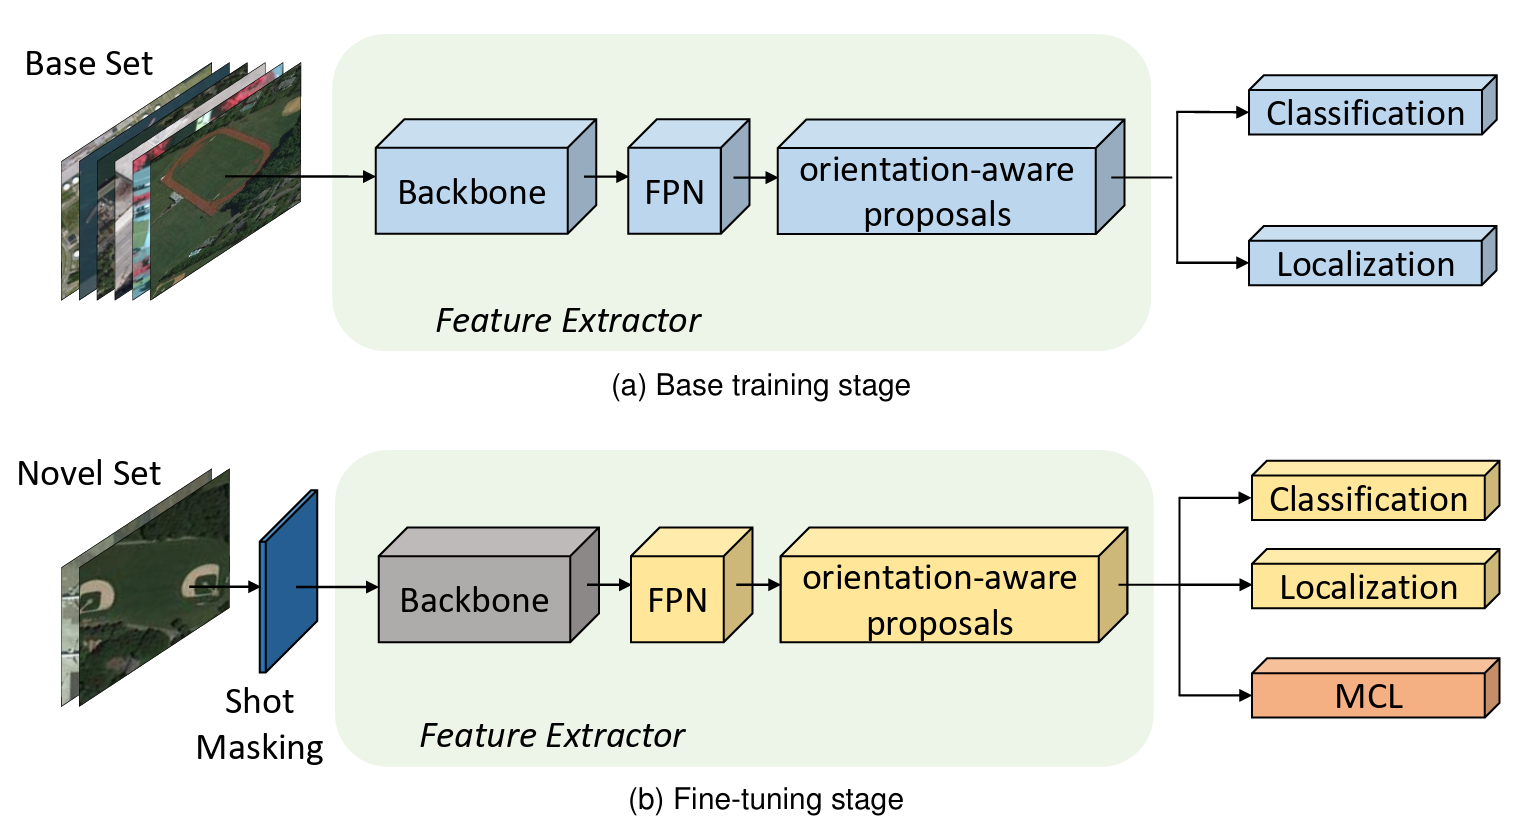 Base Set
Backbone
FPN
orientation-aware
proposals
Classification
Localization
Feature Extractor
(a) Base training stage
Novel Set
Shot
Masking
Backbone
FPN
orientation-aware
proposals
Classification
Localization
MCL
Feature Extractor
(b) Fine-tuning stage